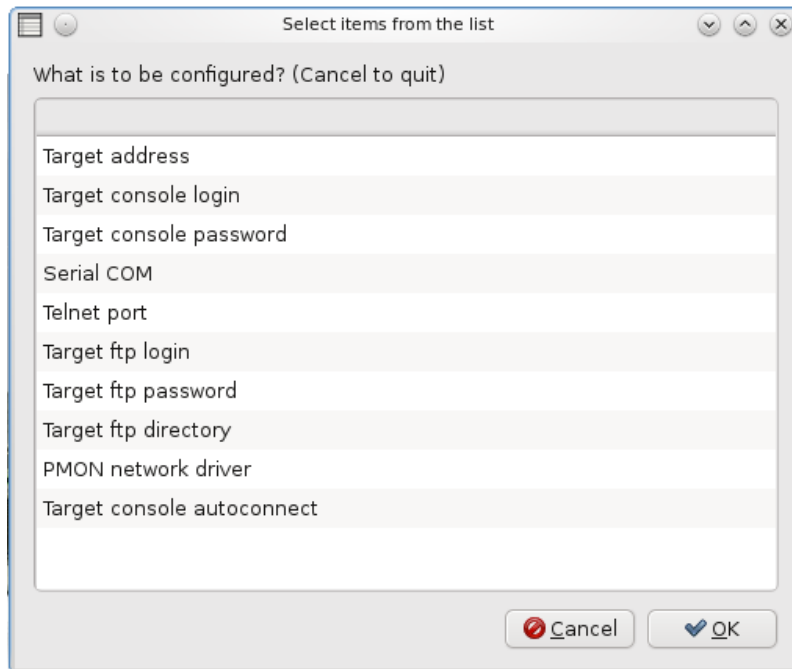 Select items from the list
What is to be configured? (Cancel to quit)
Target address
Target console login
Target console password
Serial COM
Telnet port
Target ftp login
Target ftp password
Target ftp directory
PMON network driver
Target console autoconnect
Cancel
OK